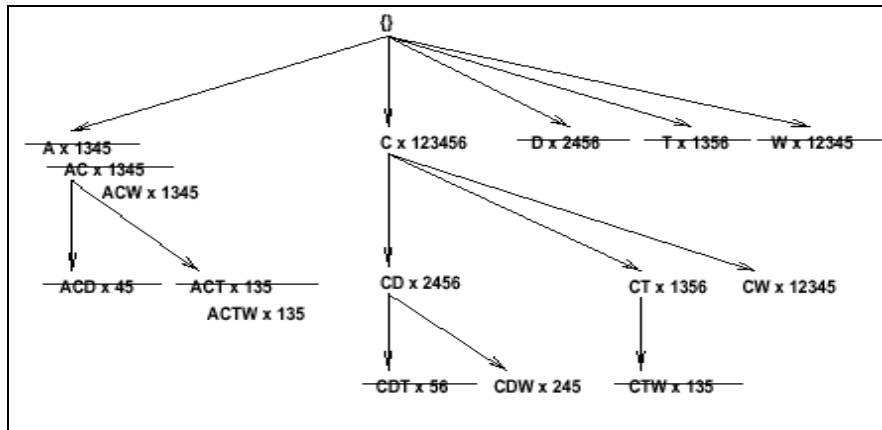 {}
A x 1345
C x 123456
D x 2456
T x 1356
W x 12345
AC x 1345
ACW x 1345
ACD x 45
ACT x 135
CD x 2456
CT x 1356
CW x 12345
ACTW x 135
CDT x 56
CDW x 245
CTW x 135